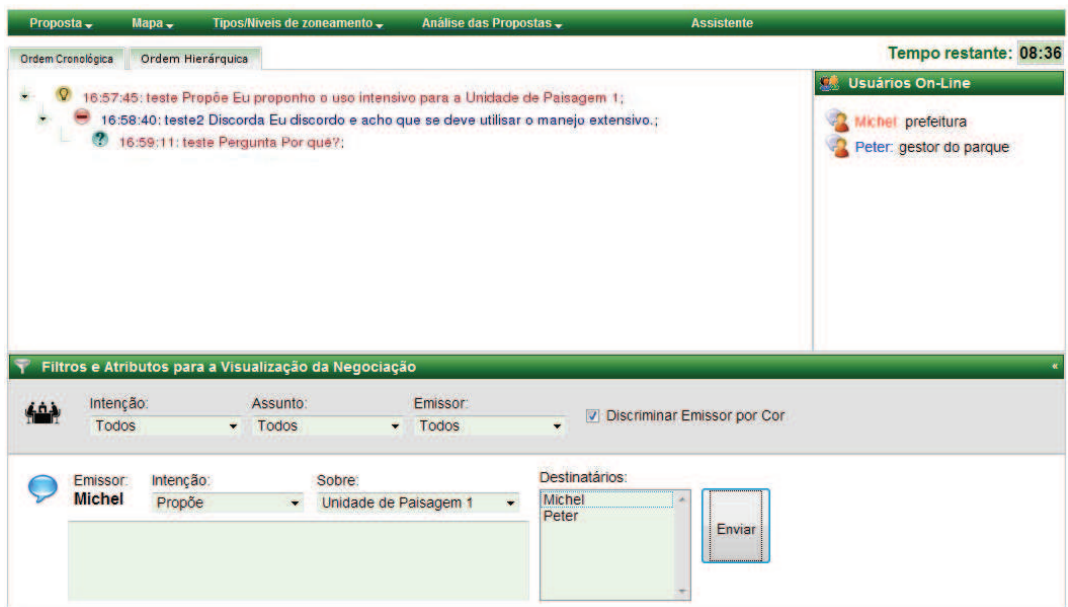 Proposta Mapa Tipos/Níveis de zoneamento Análise das Propostas Assistente
Ordem Cronológica Ordem Hierárquica
Tempo restante: 08:36
16:57:45: teste Propõe Eu proponho o uso intensivo para a Unidade de Paisagem 1;
16:58:40: teste2 Discorda Eu discordo e acho que se deve utilisar o manejo extensivo.;
16:59:11: teste Pergunta Por quê?;
Usuários On-Line
Michel: prefeitura
Peter: gestor do parque
Filtros e Atributos para a Visualização da Negociação «
Intenção: Assunto: Emissor:
Todos Todos Todos
Discriminar Emissor por Cor
Emissor: Intenção: Sobre: Destinatários:
Michel Propõe Unidade de Paisagem 1
Michel
Peter
Enviar